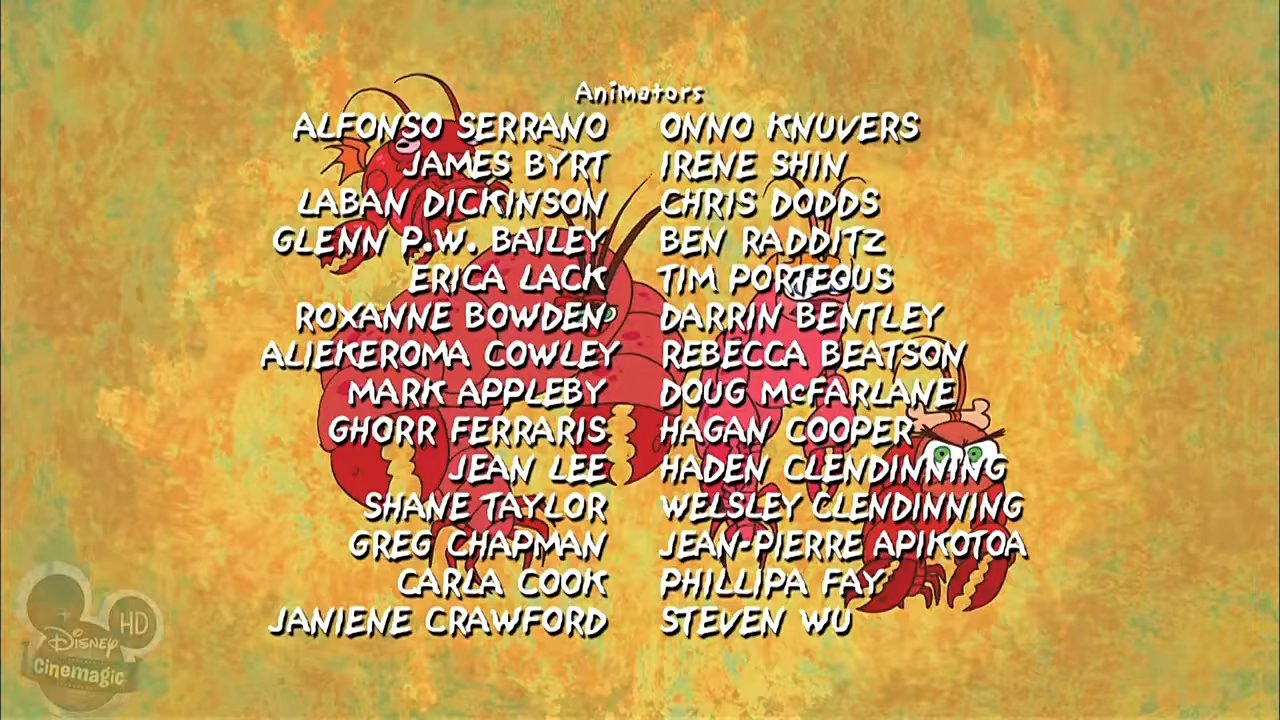 Animators
ALFONSO SERRANO ONNO KNUVERS
JAMES BYRT IRENE SHIN
LABAN DICKINSON CHRIS DODDS
GLENN P.W. BAILEY BEN RADDITZ
ERICA LACK TIM PORTEOUS
ROXANNE BOWDEN DARRIN BENTLEY
ALIEKEROMA COWLEY REBECCA BEATSON
MARK APPLEBY DOUG McFARLANE
GHORR FERRARIS HAGAN COOPER
JEAN LEE HADEN CLENDINNING
SHANE TAYLOR WELSLEY CLENDINNING
GREG CHAPMAN JEAN-PIERRE APIKOTOA
CARLA COOK PHILLIPA FAY
JANIENE CRAWFORD STEVEN WU
HD
Disney
Cinemagic